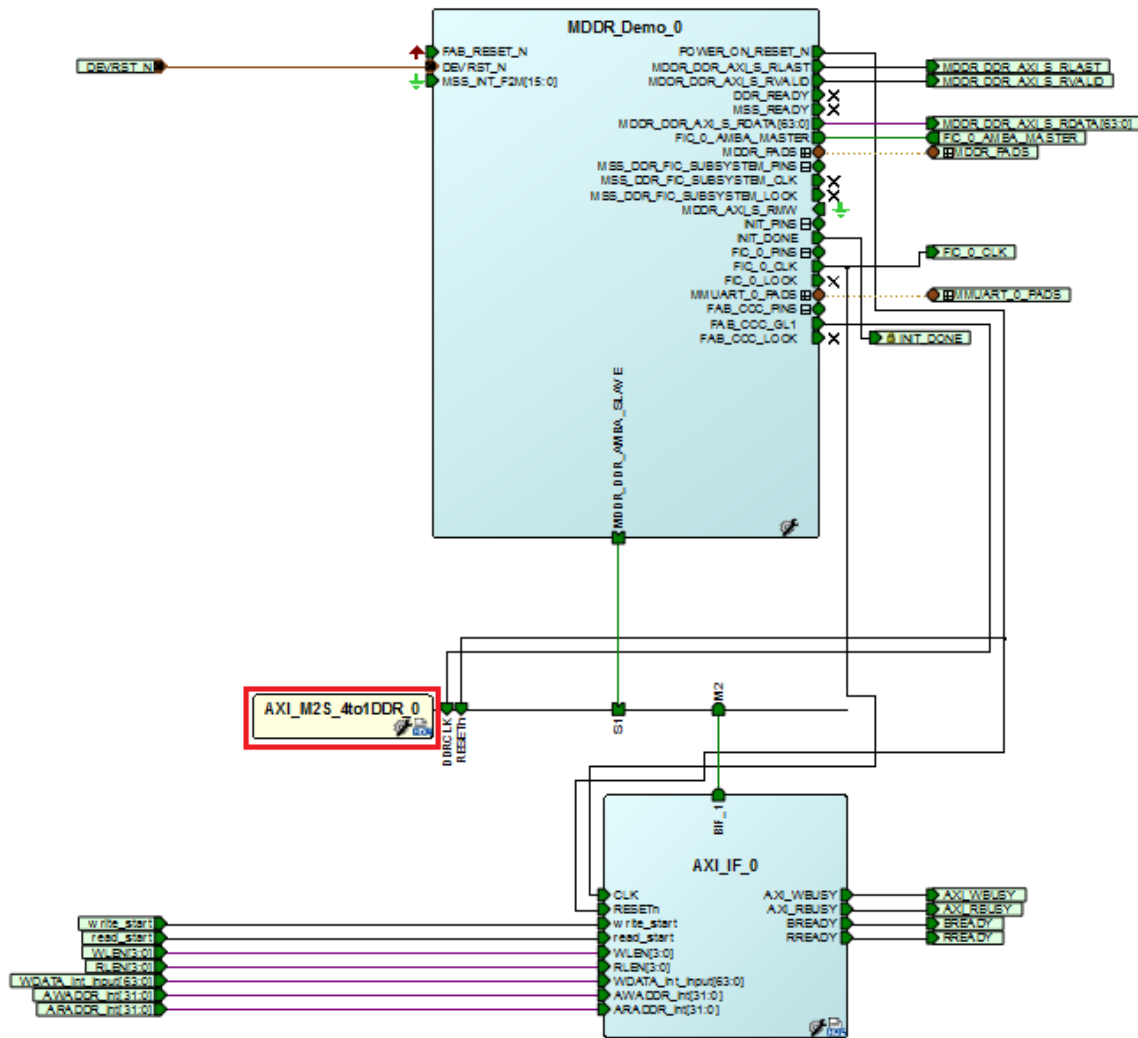 MDDR_Demo_0
FAB_RESET_N
DEVRST_N
DEVRST_N
MSS_INT_F2M[15:0]
POWER_ON_RESET_N
MDDR_DDR_AXI_S_RLAST
MDDR_DDR_AXI_S_RLAST
MDDR_DDR_AXI_S_RVALID
MDDR_DDR_AXI_S_RVALID
DDR_READY
MSS_READY
MDDR_DDR_AXI_S_RDATA[63:0]
MDDR_DDR_AXI_S_RDATA[63:0]
FIC_0_AMBA_MASTER
FIC_0_AMBA_MASTER
MDDR_PADS
MDDR_PADS
MSS_DDR_FIC_SUBSYSTEM_PINS
MSS_DDR_FIC_SUBSYSTEM_CLK
MSS_DDR_FIC_SUBSYSTEM_LOCK
MDDR_AXI_S_RMW
INIT_PINS
INIT_DONE
FIC_0_PINS
FIC_0_CLK
FIC_0_CLK
FIC_0_LOCK
MMUART_0_PADS
MMUART_0_PADS
FAB_CCC_PINS
FAB_CCC_GL1
FAB_CCC_LOCK
INIT_DONE
MDDR_DDR_AMBA_SLAVE
AXI_M2S_4to1DDR_0
DDRCLK
RESETn
S1
M2
BIF_1
AXI_IF_0
CLK
RESETn
write_start
write_start
read_start
read_start
WLEN[3:0]
WLEN[3:0]
RLEN[3:0]
RLEN[3:0]
WDATA_int_input[63:0]
WDATA_int_input[63:0]
AWADDR_int[31:0]
AWADDR_int[31:0]
ARADDR_int[31:0]
ARADDR_int[31:0]
AXI_WBUSY
AXI_WBUSY
AXI_RBUSY
AXI_RBUSY
BREADY
BREADY
RREADY
RREADY